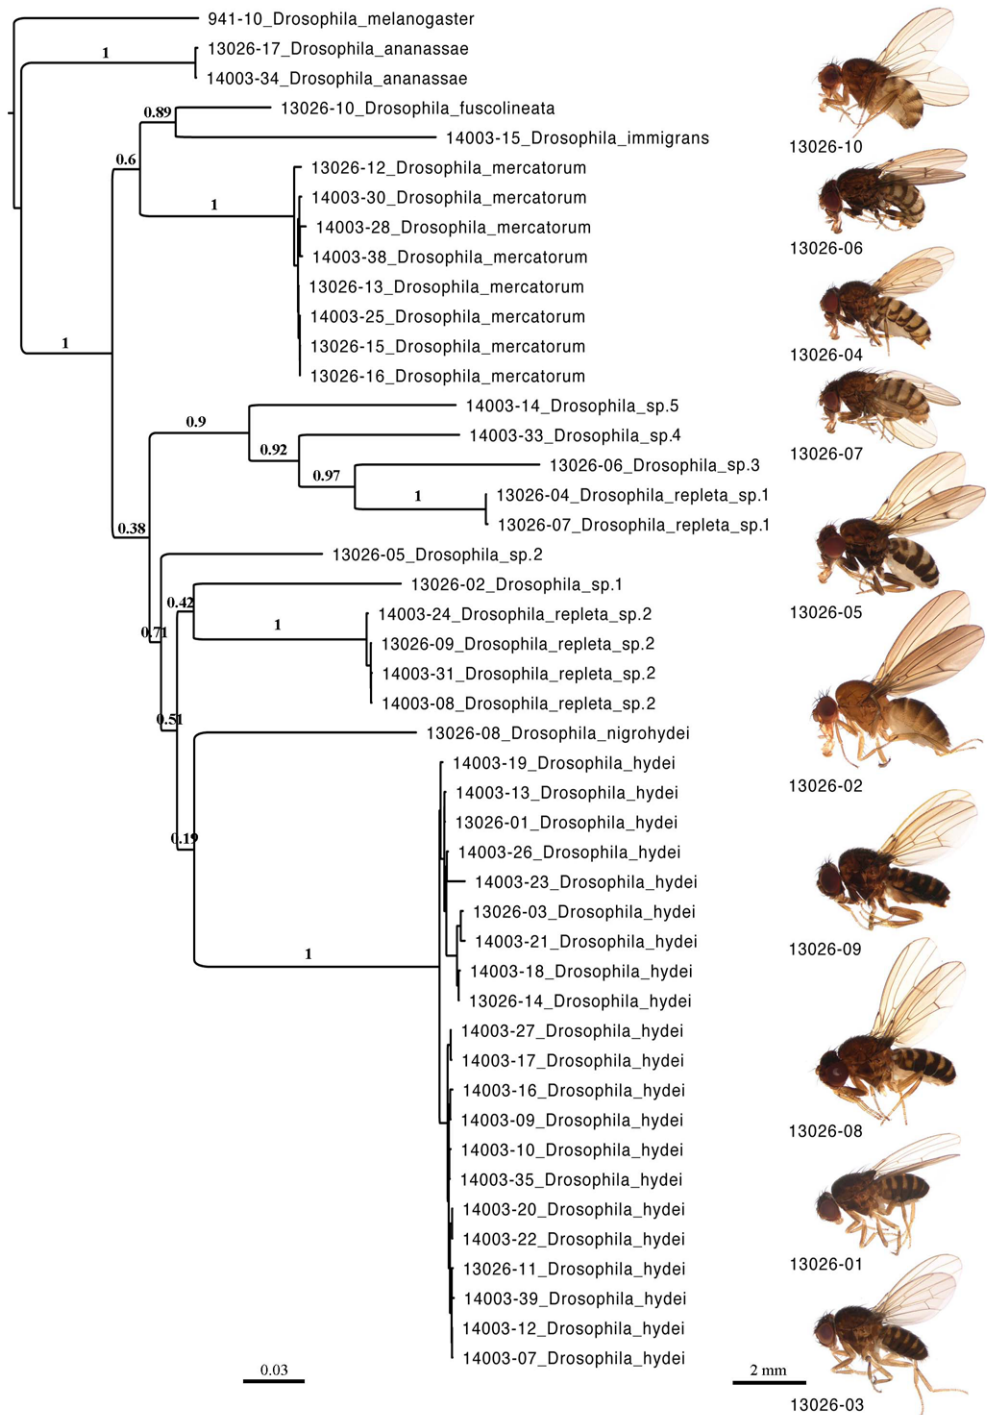 941-10_Drosophila_melanogaster
1
13026-17_Drosophila_ananassae
14003-34_Drosophila_ananassae
0.89
13026-10_Drosophila_fuscolineata
14003-15_Drosophila_immigrans
0.6
13026-12_Drosophila_mercatorum
1
14003-30_Drosophila_mercatorum
14003-28_Drosophila_mercatorum
14003-38_Drosophila_mercatorum
13026-13_Drosophila_mercatorum
14003-25_Drosophila_mercatorum
1
13026-15_Drosophila_mercatorum
13026-16_Drosophila_mercatorum
14003-14_Drosophila_sp.5
0.9
14003-33_Drosophila_sp.4
0.92
13026-06_Drosophila_sp.3
0.97
13026-04_Drosophila_repleta_sp.1
1
13026-07_Drosophila_repleta_sp.1
0.38
13026-05_Drosophila_sp.2
13026-02_Drosophila_sp.1
0.42
14003-24_Drosophila_repleta_sp.2
1
0.71
13026-09_Drosophila_repleta_sp.2
14003-31_Drosophila_repleta_sp.2
14003-08_Drosophila_repleta_sp.2
0.51
13026-08_Drosophila_nigrohydei
14003-19_Drosophila_hydei
14003-13_Drosophila_hydei
13026-01_Drosophila_hydei
0.19
14003-26_Drosophila_hydei
14003-23_Drosophila_hydei
13026-03_Drosophila_hydei
14003-21_Drosophila_hydei
1
14003-18_Drosophila_hydei
13026-14_Drosophila_hydei
14003-27_Drosophila_hydei
14003-17_Drosophila_hydei
14003-16_Drosophila_hydei
14003-09_Drosophila_hydei
14003-10_Drosophila_hydei
14003-35_Drosophila_hydei
14003-20_Drosophila_hydei
14003-22_Drosophila_hydei
13026-11_Drosophila_hydei
14003-39_Drosophila_hydei
14003-12_Drosophila_hydei
14003-07_Drosophila_hydei
0.03
13026-10
13026-06
13026-04
13026-07
13026-05
13026-02
13026-09
13026-08
13026-01
2 mm
13026-03